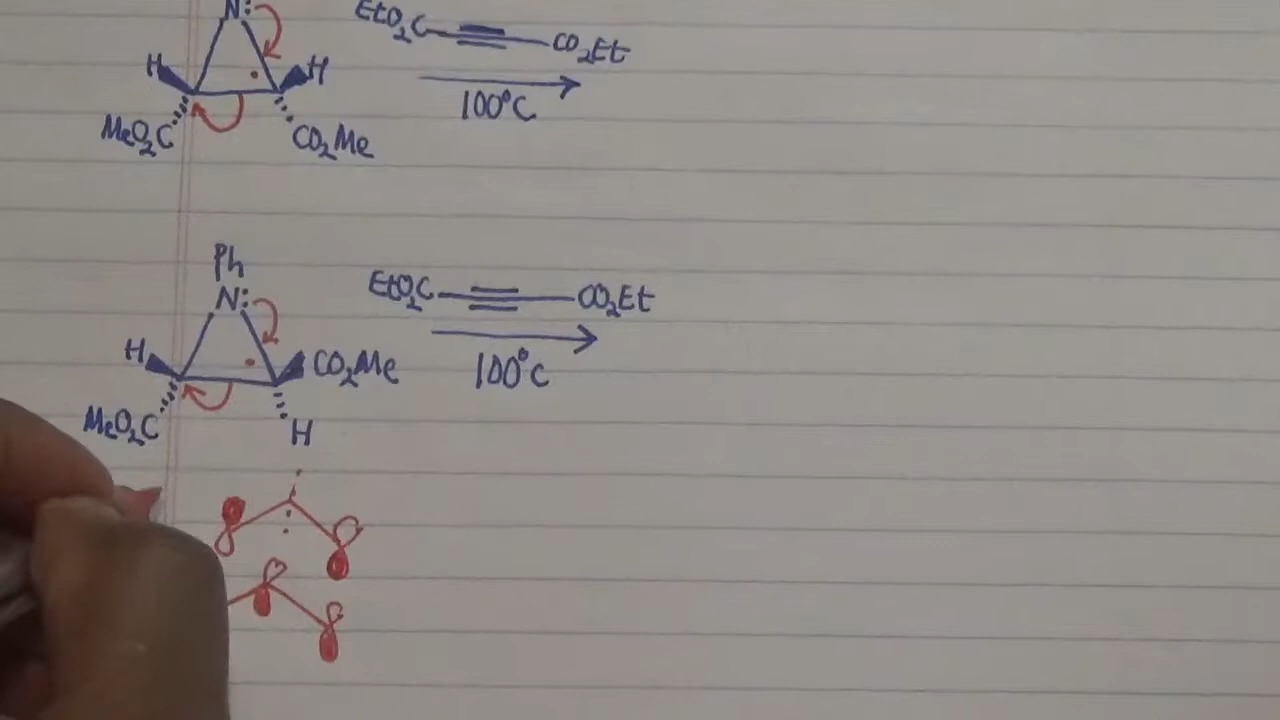 N:
EtO₂C CO₂Et
H H
100°C
MeO₂C CO₂Me
Ph
N:
EtO₂C CO₂Et
H CO₂Me
100°C
MeO₂C H